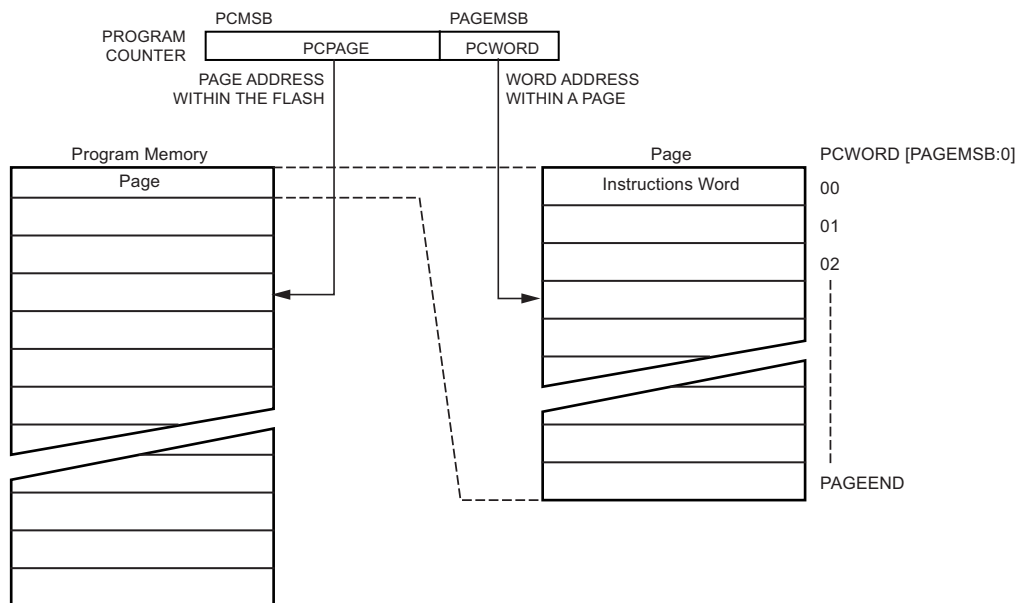 PCMSB PAGEMSB
PROGRAM
COUNTER
PCPAGE PCWORD
PAGE ADDRESS
WITHIN THE FLASH
WORD ADDRESS
WITHIN A PAGE
Program Memory
Page
Page
Instructions Word
PCWORD [PAGEMSB:0]
00
01
02
PAGEEND